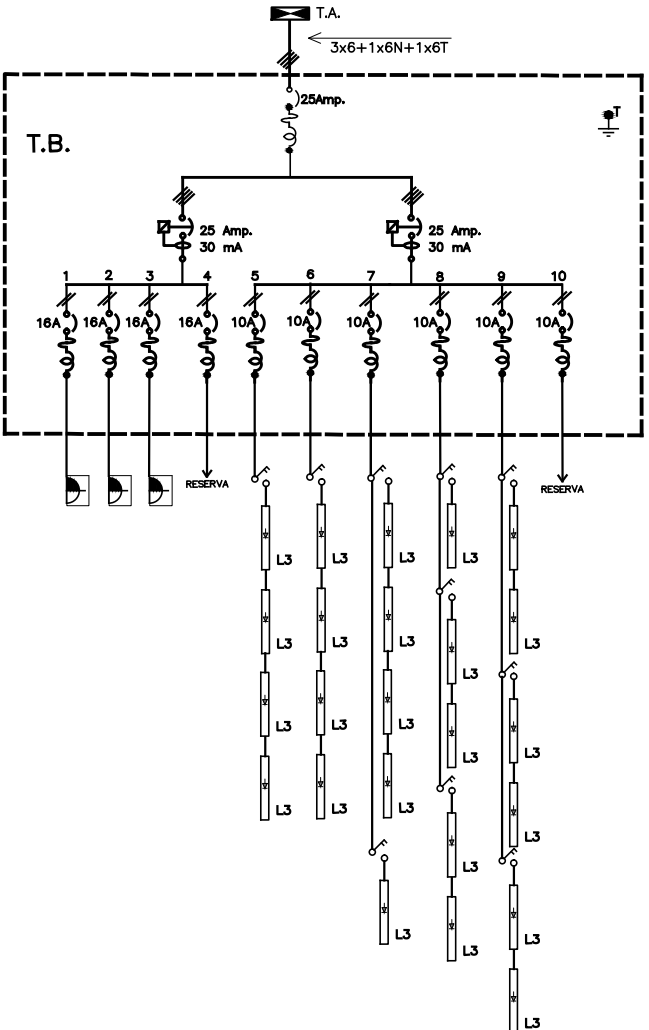 T.A.
3x6+1x6N+1x6T
25Amp.
T
T.B.
25 Amp.
30 mA
25 Amp.
30 mA
1 2 3 4 5 6 7 8 9 10
16A 16A 16A 16A 10A 10A 10A 10A 10A 10A
RESERVA
RESERVA
L3 L3 L3 L3 L3
L3 L3 L3 L3
L3
L3 L3 L3
L3
L3
L3 L3 L3
L3
L3
L3
L3
L3
L3